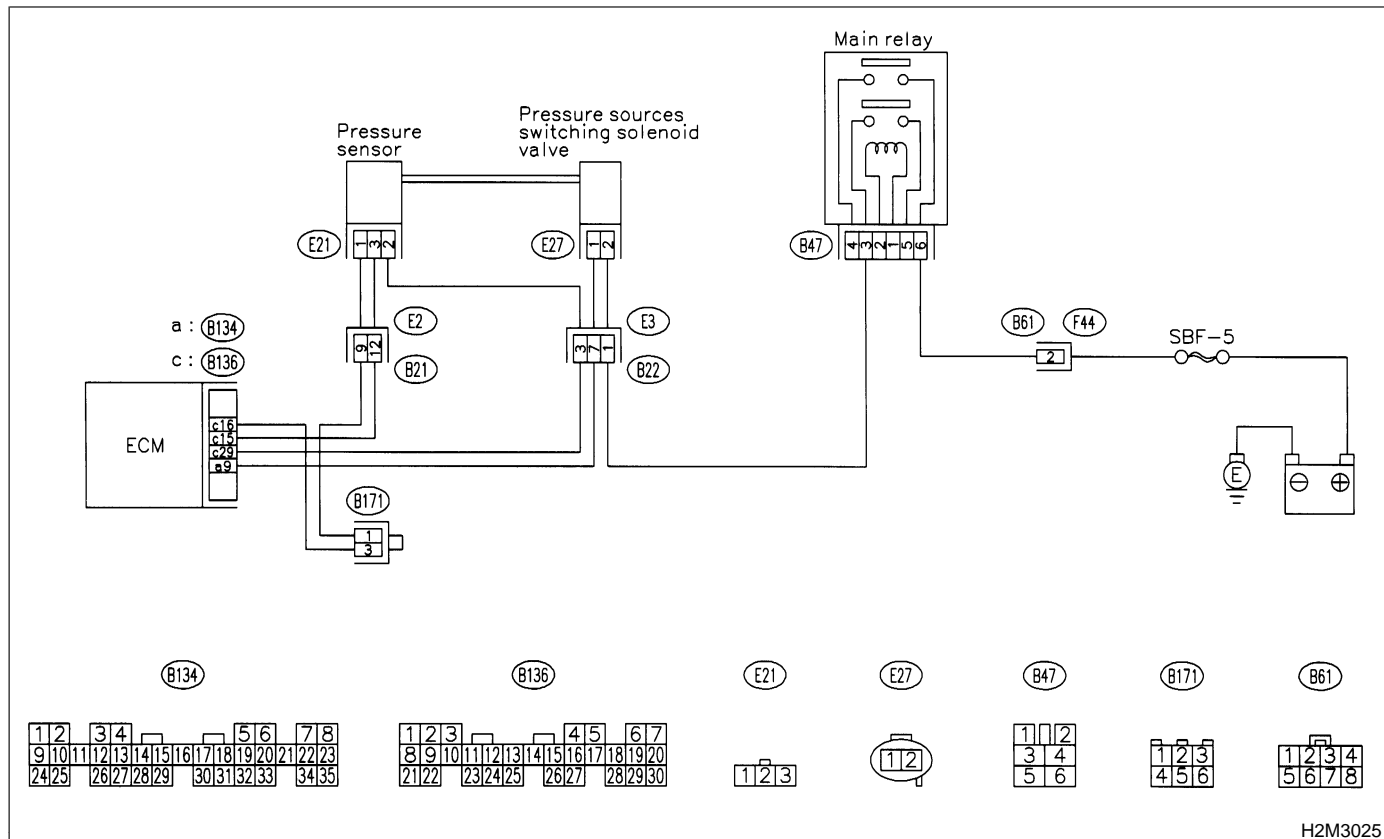 Main relay
Pressure sources
switching solenoid
valve
Pressure
sensor
E21
1 3 2
E27
1 2
B47
4 3 2 1 5 6
E2
9 12
B21
E3
3 7 1
B22
B61
F44
2
SBF-5
a : B134
c : B136
ECM
c16
c15
c29
a9
B171
1
3
E
⊖ ⊕
B134
1 2 3 4 5 6 7 8
9 10 11 12 13 14 15 16 17 18 19 20 21 22 23
24 25 26 27 28 29 30 31 32 33 34 35
B136
1 2 3 4 5 6 7
8 9 10 11 12 13 14 15 16 17 18 19 20
21 22 23 24 25 26 27 28 29 30
E21
1 2 3
E27
1 2
B47
1 2
3 4
5 6
B171
1 2 3
4 5 6
B61
1 2 3 4
5 6 7 8
H2M3025